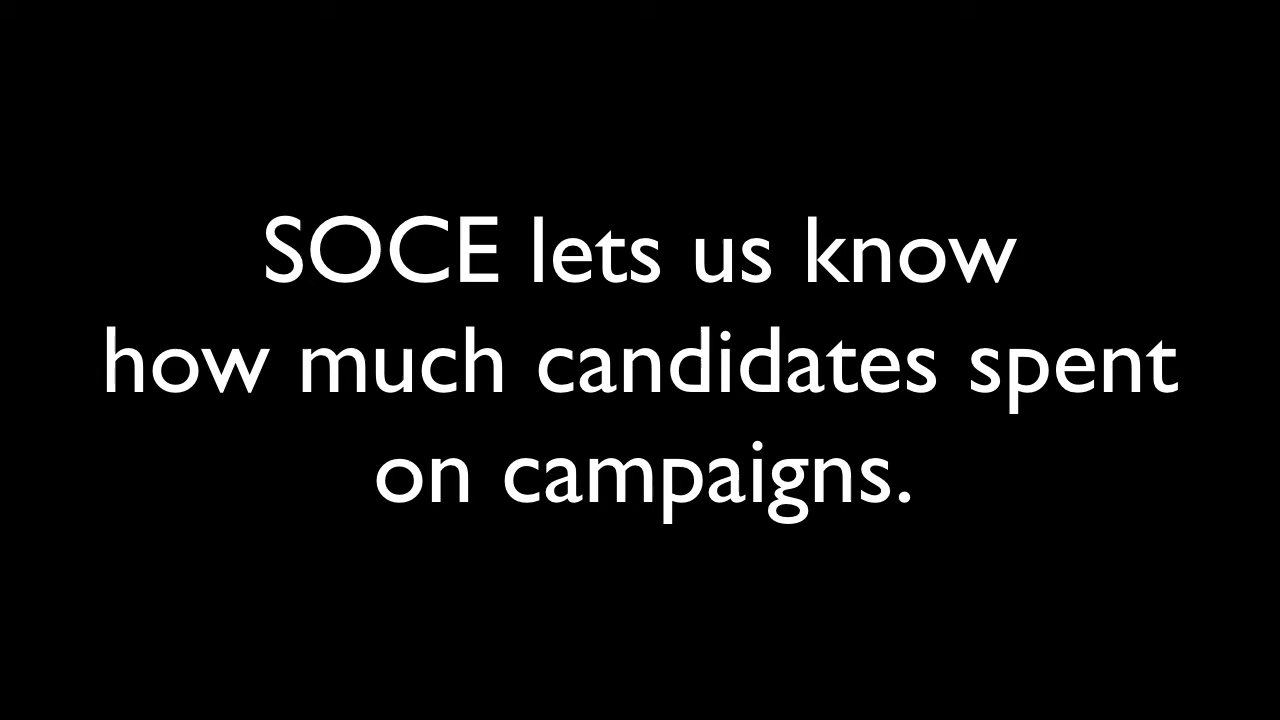 SOCE lets us know
how much candidates spent
on campaigns.